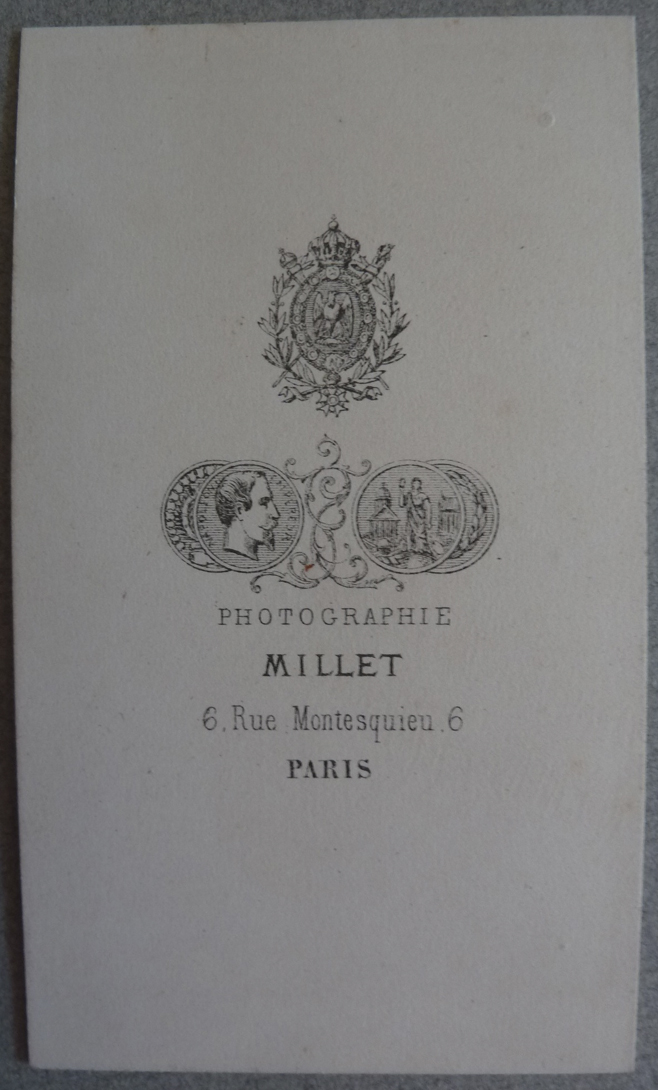 PHOTOGRAPHIE
MILLET
6, Rue Montesquieu, 6
PARIS